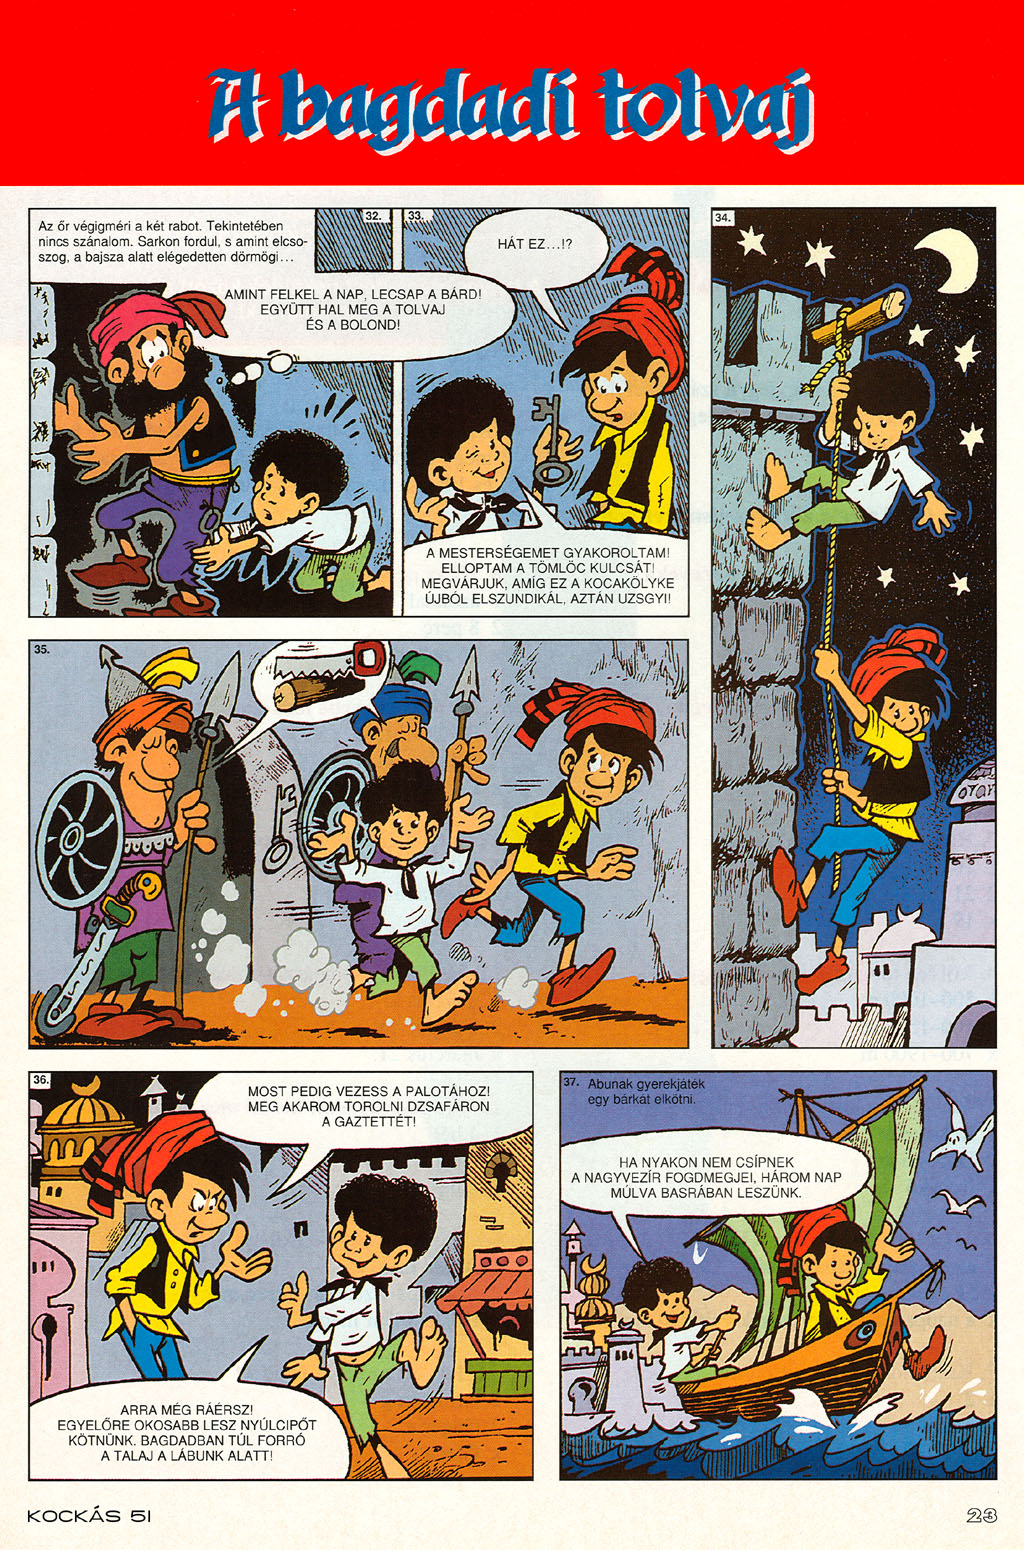 A bagdadi tolvaj
32.
Az őr végigméri a két rabot. Tekintetében
nincs szánalom. Sarkon fordul, s amint elcso-
szog, a bajsza alatt elégedetten dörmögi...
AMINT FELKEL A NAP, LECSAP A BÁRD!
EGYÜTT HAL MEG A TOLVAJ
ÉS A BOLOND!
33.
HÁT EZ...!?
A MESTERSÉGEMET GYAKOROLTAM!
ELLOPTAM A TÖMLÖC KULCSÁT!
MEGVÁRJUK, AMÍG EZ A KOCAKÖLYKE
ÚJBÓL ELSZUNDIKÁL, AZTÁN UZSGYI!
34.
35.
36.
MOST PEDIG VEZESS A PALOTÁHOZ!
MEG AKAROM TOROLNI DZSAFÁRON
A GAZTETTÉT!
ARRA MÉG RÁÉRSZ!
EGYELŐRE OKOSABB LESZ NYÚLCIPŐT
KÖTNÜNK. BAGDADBAN TÚL FORRÓ
A TALAJ A LÁBUNK ALATT!
37. Abunak gyerekjáték
egy bárkát elkötni.
HA NYAKON NEM CSÍPNEK
A NAGYVEZÍR FOGDMEGJEI, HÁROM NAP
MÚLVA BASRÁBAN LESZÜNK.
KOCKÁS 51
23